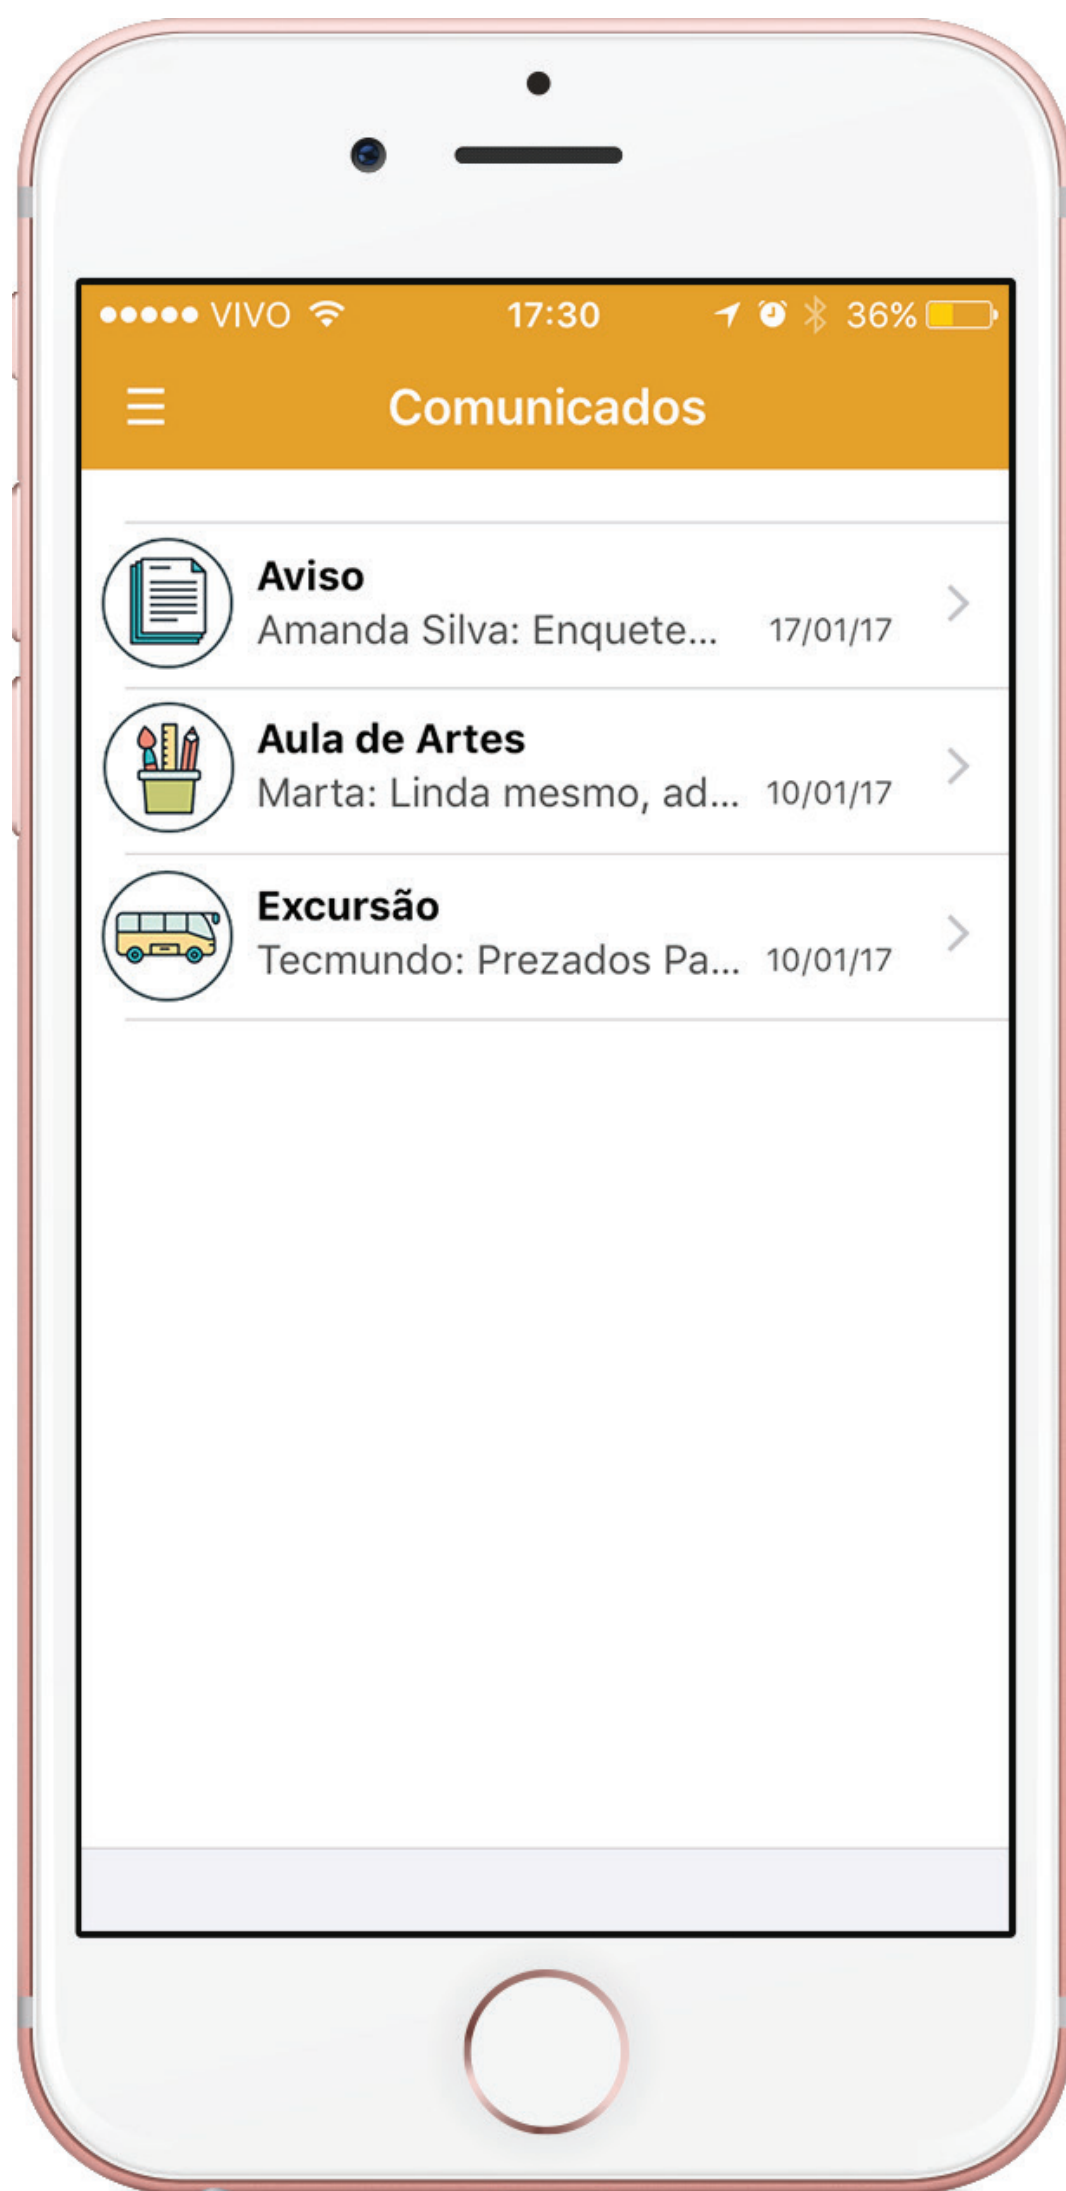 VIVO 17:30 36%
Comunicados
Aviso
Amanda Silva: Enquete... 17/01/17
Aula de Artes
Marta: Linda mesmo, ad... 10/01/17
Excursão
Tecmundo: Prezados Pa... 10/01/17